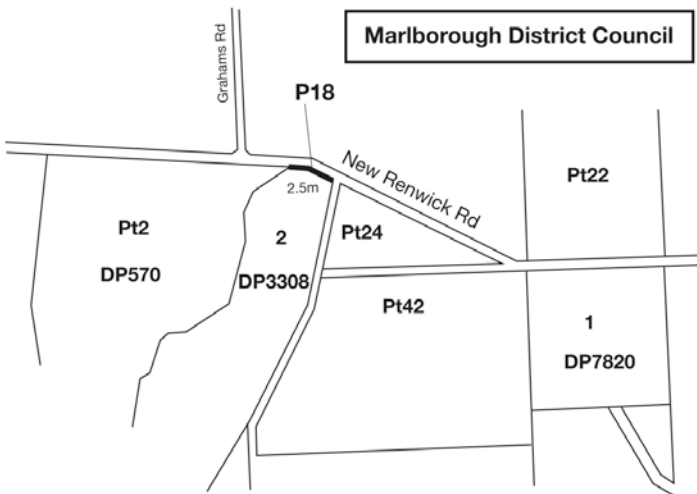 Marlborough District Council
Grahams Rd
P18
New Renwick Rd
2.5m
Pt22
Pt2
DP570
2
DP3308
Pt24
Pt42
1
DP7820